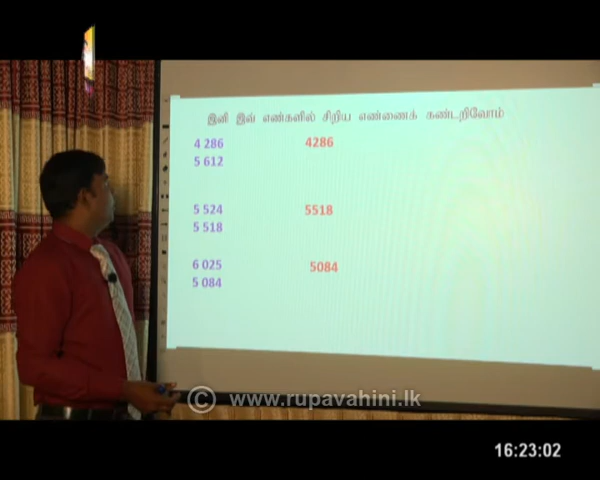 இனி இவ் எண்களில் சிறிய எண்ணைக் கண்டறிவோம்
4 286 4286
5 612
5 524 5518
5 518
6 025 5084
5 084
© www.rupavahini.lk
16:23:02